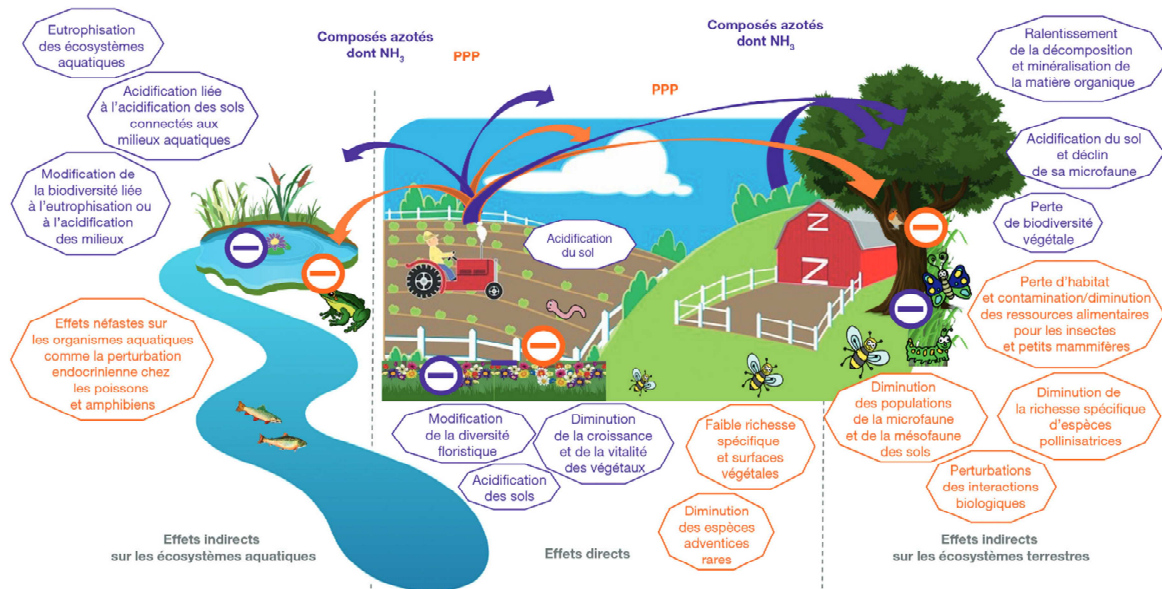 Eutrophisation
des écosystèmes
aquatiques
Acidification liée
à l'acidification des sols
connectés aux
milieux aquatiques
Modification de
la biodiversité liée
à l'eutrophisation ou
à l'acidification
des milieux
Effets néfastes sur
les organismes aquatiques
comme la perturbation
endocrinienne chez
les poissons
et amphibiens
Effets indirects
sur les écosystèmes aquatiques
Composés azotés
dont NH₃
PPP
Composés azotés
dont NH₃
PPP
Acidification
du sol
Modification
de la diversité
floristique
Diminution
de la croissance
et de la vitalité
des végétaux
Acidification
des sols
Faible richesse
spécifique
et surfaces
végétales
Diminution
des espèces
adventices
rares
Effets directs
Ralentissement
de la décomposition
et minéralisation de
la matière organique
Acidification du sol
et déclin
de sa microfaune
Perte
de biodiversité
végétale
Perte d'habitat
et contamination/diminution
des ressources alimentaires
pour les insectes
et petits mammifères
Diminution
des populations
de la microfaune
et de la mésofaune
des sols
Diminution de
la richesse spécifique
d'espèces
pollinisatrices
Perturbations
des interactions
biologiques
Effets indirects
sur les écosystèmes terrestres